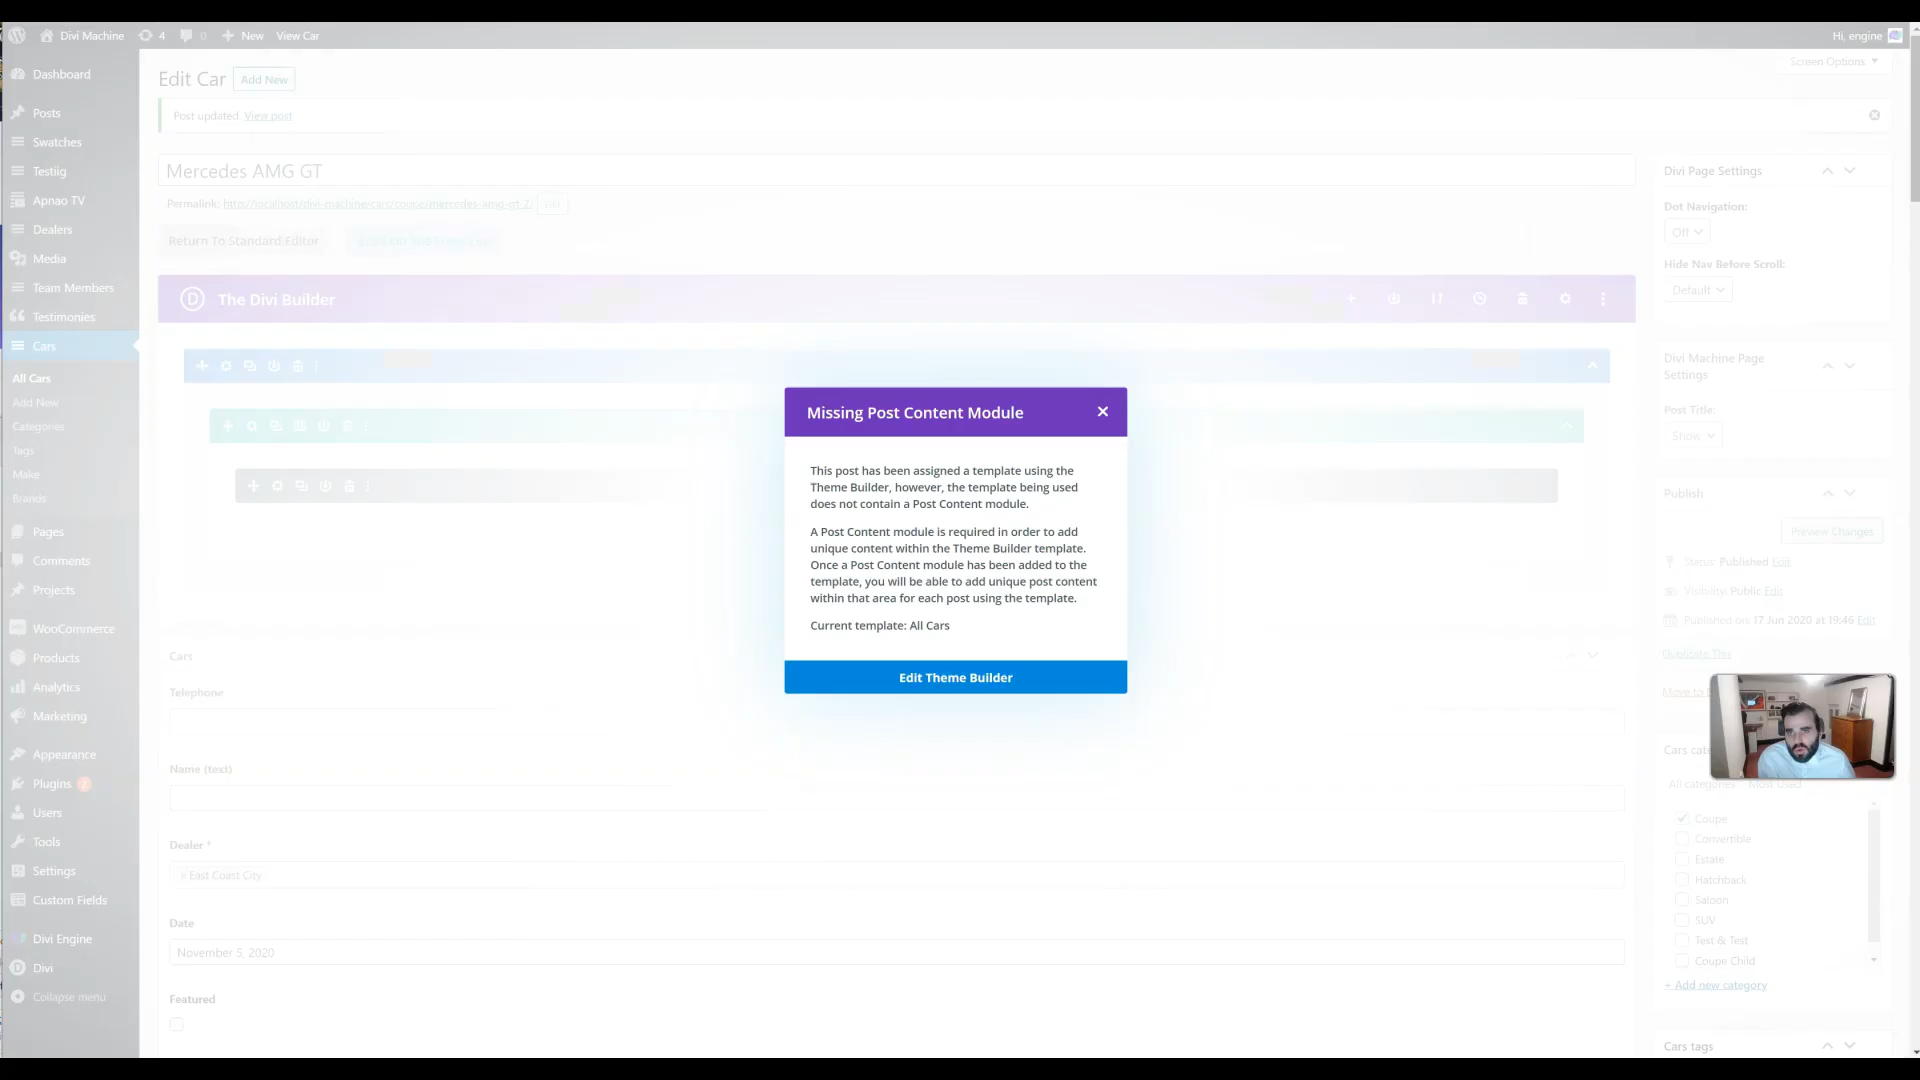 Divi Machine
4
0
New
View Car
Hi, engine
Screen Options
Dashboard
Posts
Swatches
Testiig
Apnao TV
Dealers
Media
Team Members
Testimonies
Cars
All Cars
Add New
Categories
Tags
Make
Brands
Pages
Comments
Projects
WooCommerce
Products
Analytics
Marketing
Appearance
Plugins 2
Users
Tools
Settings
Custom Fields
Divi Engine
Divi
Collapse menu
Edit Car
Add New
Post updated. View post
Mercedes AMG GT
Permalink: http://localhost/divi-machine/cars/coupe/mercedes-amg-gt-2/ Edit
Return To Standard Editor
The Divi Builder
Missing Post Content Module
This post has been assigned a template using the
Theme Builder, however, the template being used
does not contain a Post Content module.
A Post Content module is required in order to add
unique content within the Theme Builder template.
Once a Post Content module has been added to the
template, you will be able to add unique post content
within that area for each post using the template.
Current template: All Cars
Edit Theme Builder
Cars
Telephone
Name (text)
Dealer *
× East Coast City
Date
November 5, 2020
Featured
Divi Page Settings
Dot Navigation:
Off
Hide Nav Before Scroll:
Default
Divi Machine Page
Settings
Post Title:
Show
Publish
Preview Changes
Status: Published Edit
Visibility: Public Edit
Published on: 17 Jun 2020 at 19:46 Edit
Duplicate This
Move to
Cars
All categories
Most Used
Coupe
Convertible
Estate
Hatchback
Saloon
SUV
Test & Test
Coupe Child
+ Add new category
Cars tags